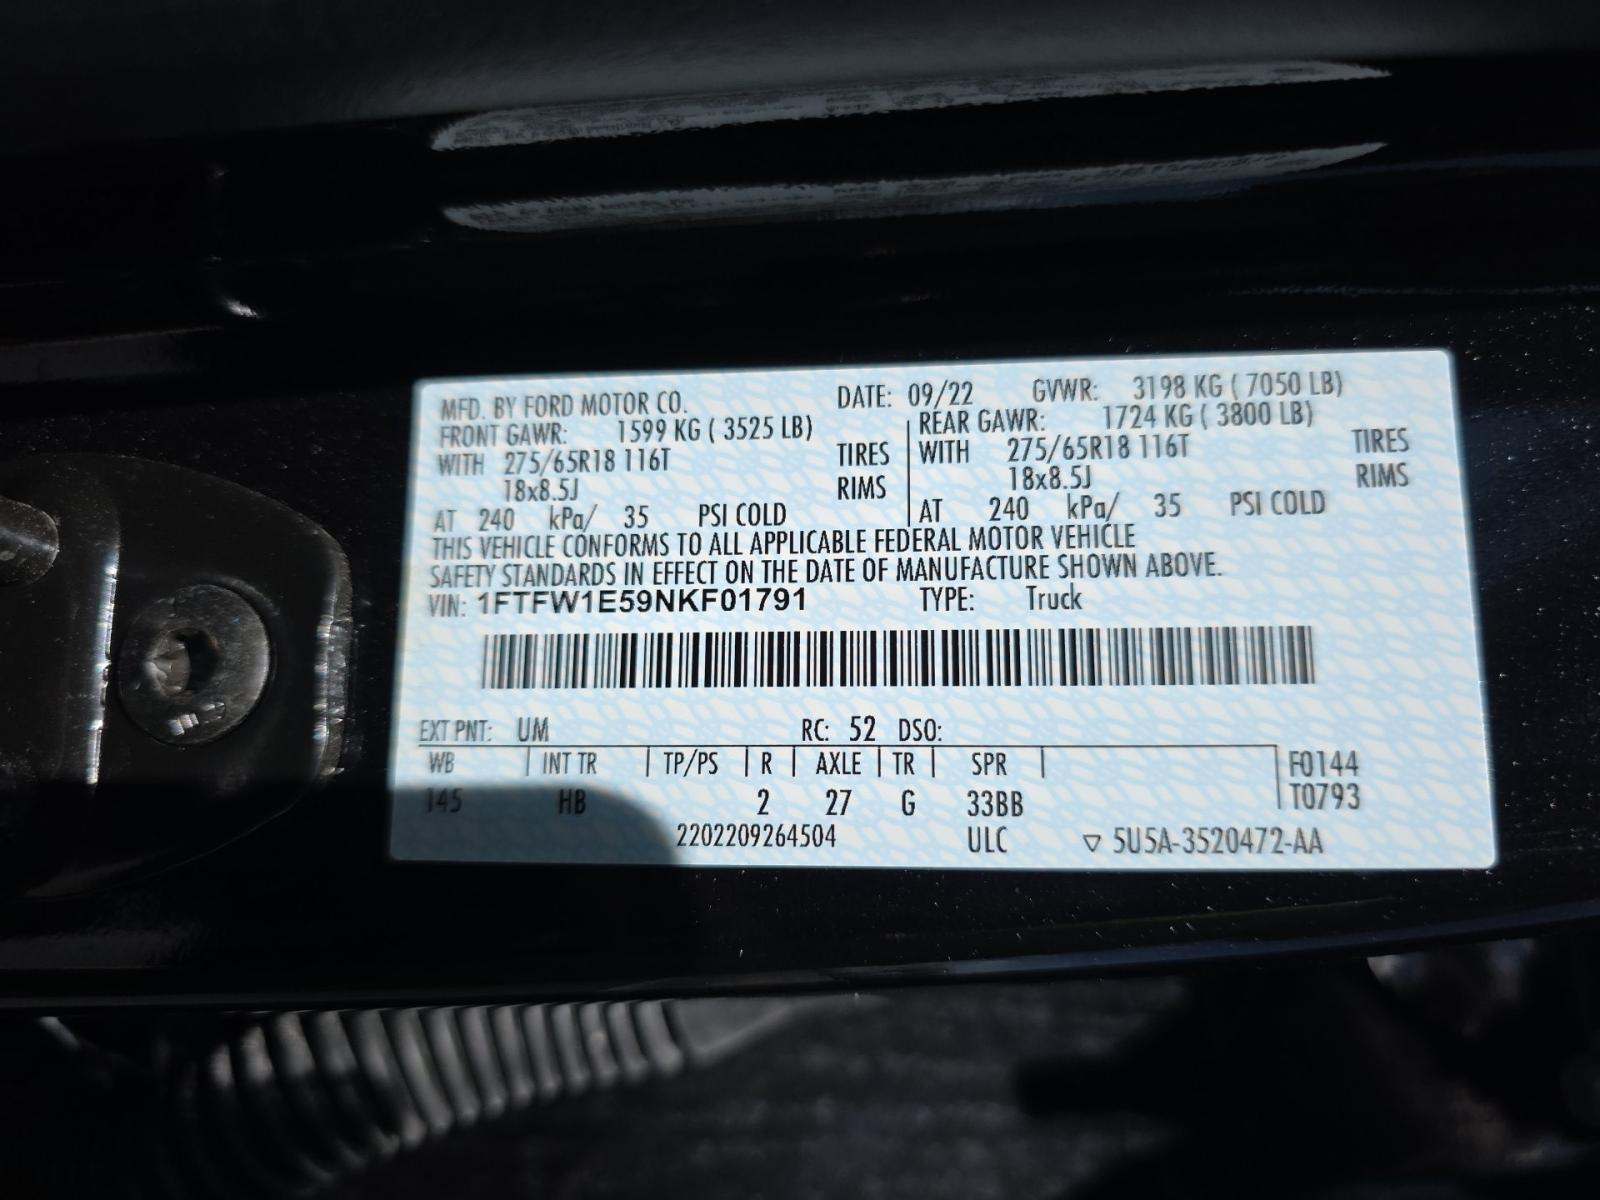 MFD. BY FORD MOTOR CO. DATE: 09/22 GVWR: 3198 KG ( 7050 LB)
FRONT GAWR: 1599 KG ( 3525 LB) REAR GAWR: 1724 KG ( 3800 LB)
WITH 275/65R18 116T TIRES WITH 275/65R18 116T TIRES
18x8.5J RIMS 18x8.5J RIMS
AT 240 kPa/ 35 PSI COLD AT 240 kPa/ 35 PSI COLD
THIS VEHICLE CONFORMS TO ALL APPLICABLE FEDERAL MOTOR VEHICLE
SAFETY STANDARDS IN EFFECT ON THE DATE OF MANUFACTURE SHOWN ABOVE.
VIN: 1FTFW1E59NKF01791 TYPE: Truck
EXT PNT: UM RC: 52 DSO:
WB INT TR TP/PS R AXLE TR SPR F0144
145 HB 2 27 G 33BB T0793
2202209264504 ULC ▽ 5U5A-3520472-AA